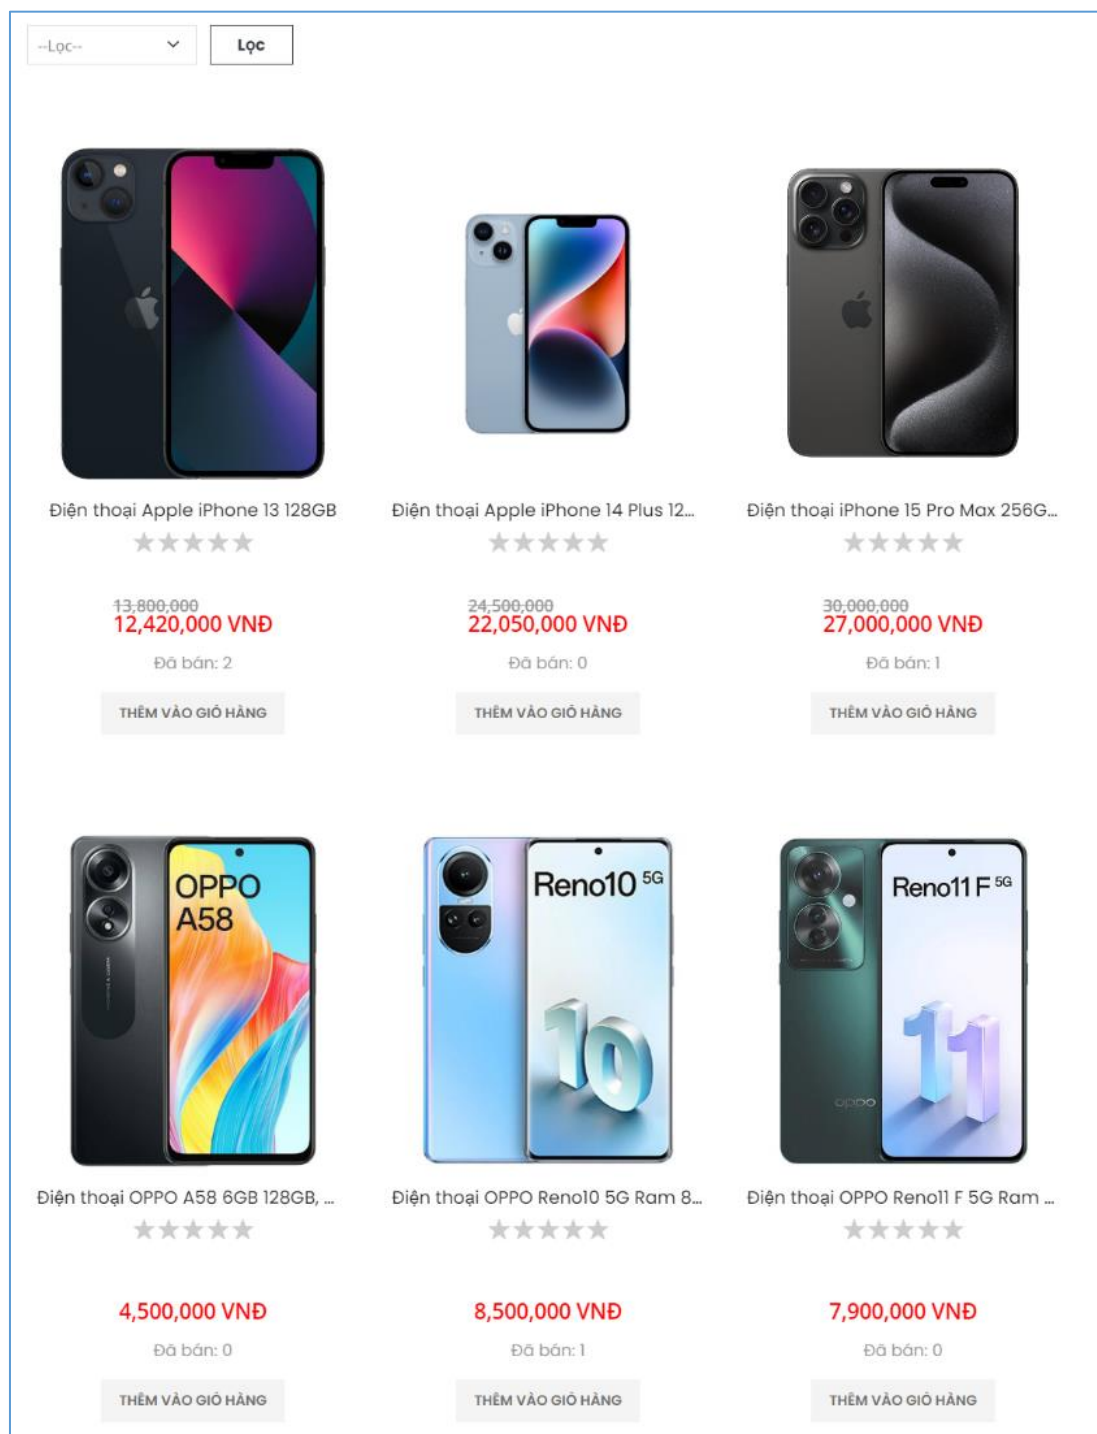 --Lọc--
Lọc
Điện thoại Apple iPhone 13 128GB
Điện thoại Apple iPhone 14 Plus 12...
Điện thoại iPhone 15 Pro Max 256G...
13,800,000
24,500,000
30,000,000
12,420,000 VNĐ
22,050,000 VNĐ
27,000,000 VNĐ
Đã bán: 2
Đã bán: 0
Đã bán: 1
THÊM VÀO GIỎ HÀNG
THÊM VÀO GIỎ HÀNG
THÊM VÀO GIỎ HÀNG
OPPO
A58
Reno10 5G
10
Reno11 F 5G
11
oppo
Điện thoại OPPO A58 6GB 128GB, ...
Điện thoại OPPO Reno10 5G Ram 8...
Điện thoại OPPO Reno11 F 5G Ram ...
4,500,000 VNĐ
8,500,000 VNĐ
7,900,000 VNĐ
Đã bán: 0
Đã bán: 1
Đã bán: 0
THÊM VÀO GIỎ HÀNG
THÊM VÀO GIỎ HÀNG
THÊM VÀO GIỎ HÀNG